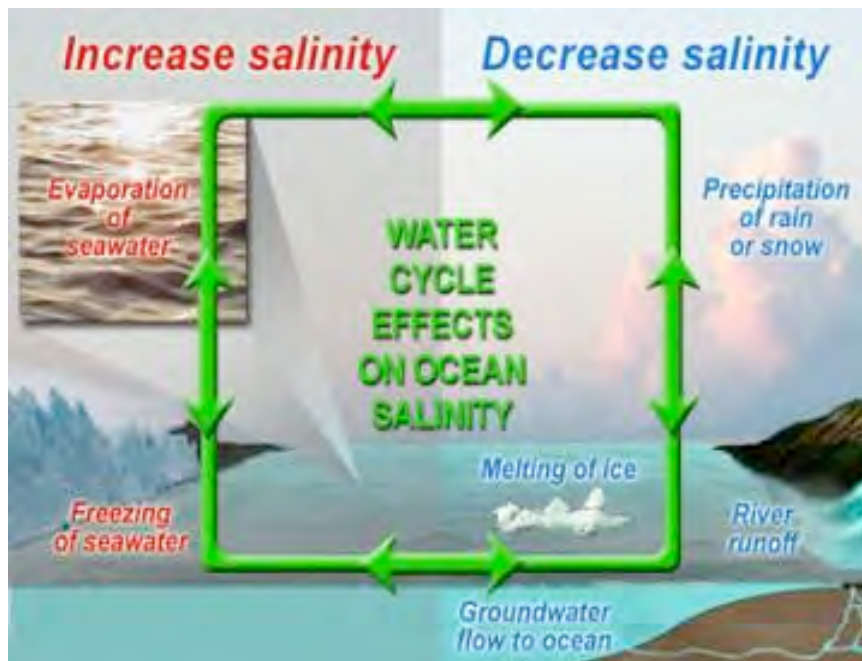 Increase salinity
Decrease salinity
Evaporation
of
seawater
Precipitation
of rain
or snow
WATER
CYCLE
EFFECTS
ON OCEAN
SALINITY
Melting of ice
Freezing
of seawater
River
runoff
Groundwater
flow to ocean